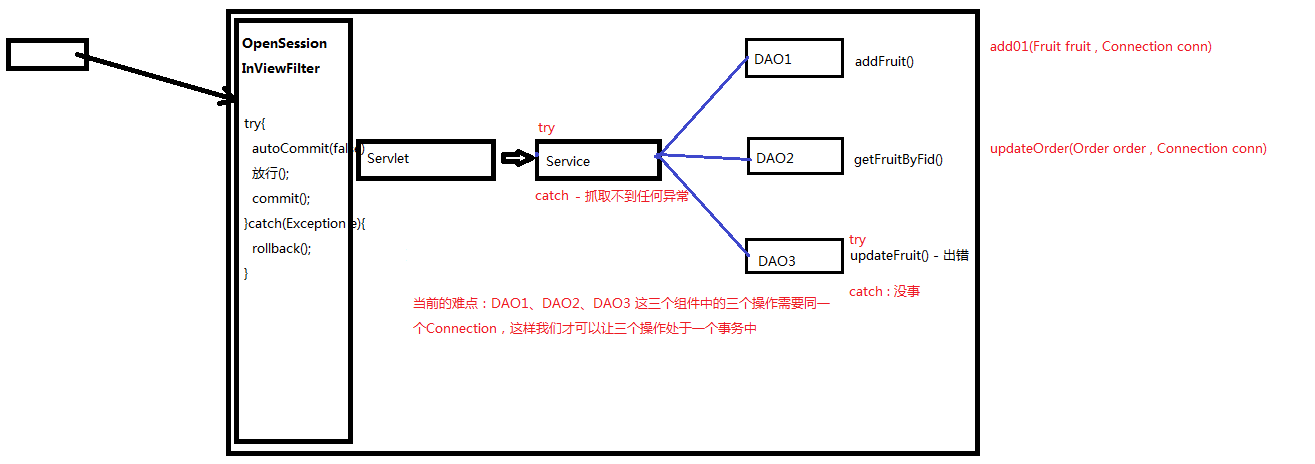 OpenSession
InViewFilter
try{
autoCommit(false)
放行();
commit();
}catch(Exception e){
rollback();
}
Servlet
try
Service
catch - 抓取不到任何异常
DAO1
addFruit()
add01(Fruit fruit , Connection conn)
DAO2
getFruitByFid()
updateOrder(Order order , Connection conn)
try
DAO3
updateFruit() - 出错
catch : 没事
当前的难点：DAO1、DAO2、DAO3 这三个组件中的三个操作需要同一
个Connection，这样我们才可以让三个操作处于一个事务中